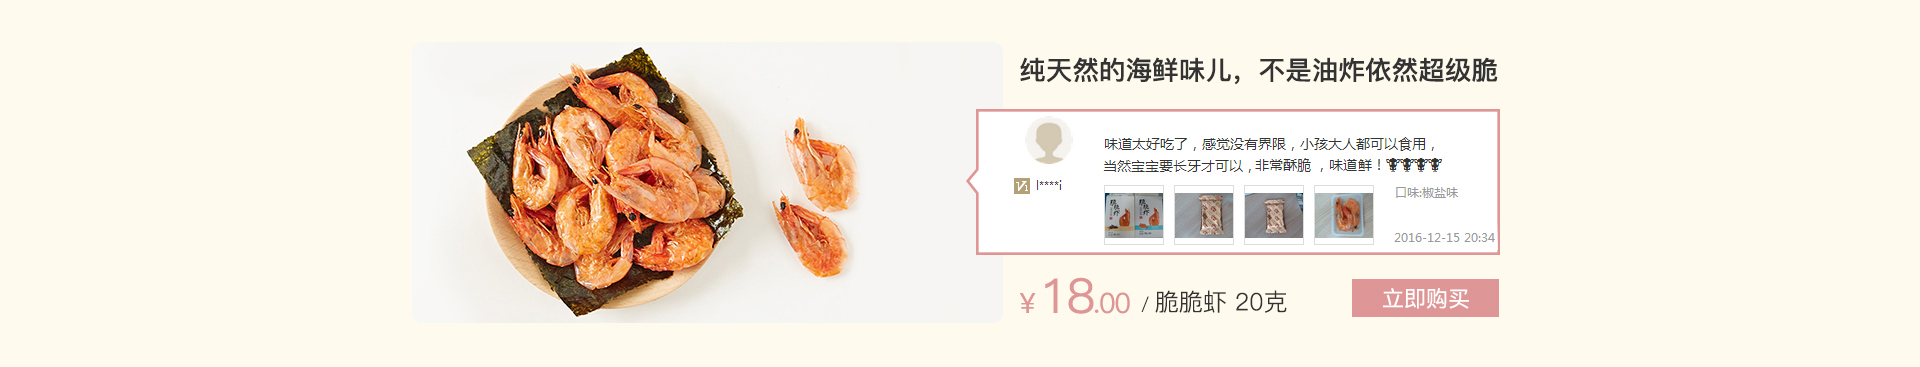 纯天然的海鲜味儿，不是油炸依然超级脆
味道太好吃了，感觉没有界限，小孩大人都可以食用，
当然宝宝要长牙才可以，非常酥脆 ，味道鲜！
V1 l****i
脆脆虾
口味:椒盐味
2016-12-15 20:34
¥18.00 / 脆脆虾 20克
立即购买